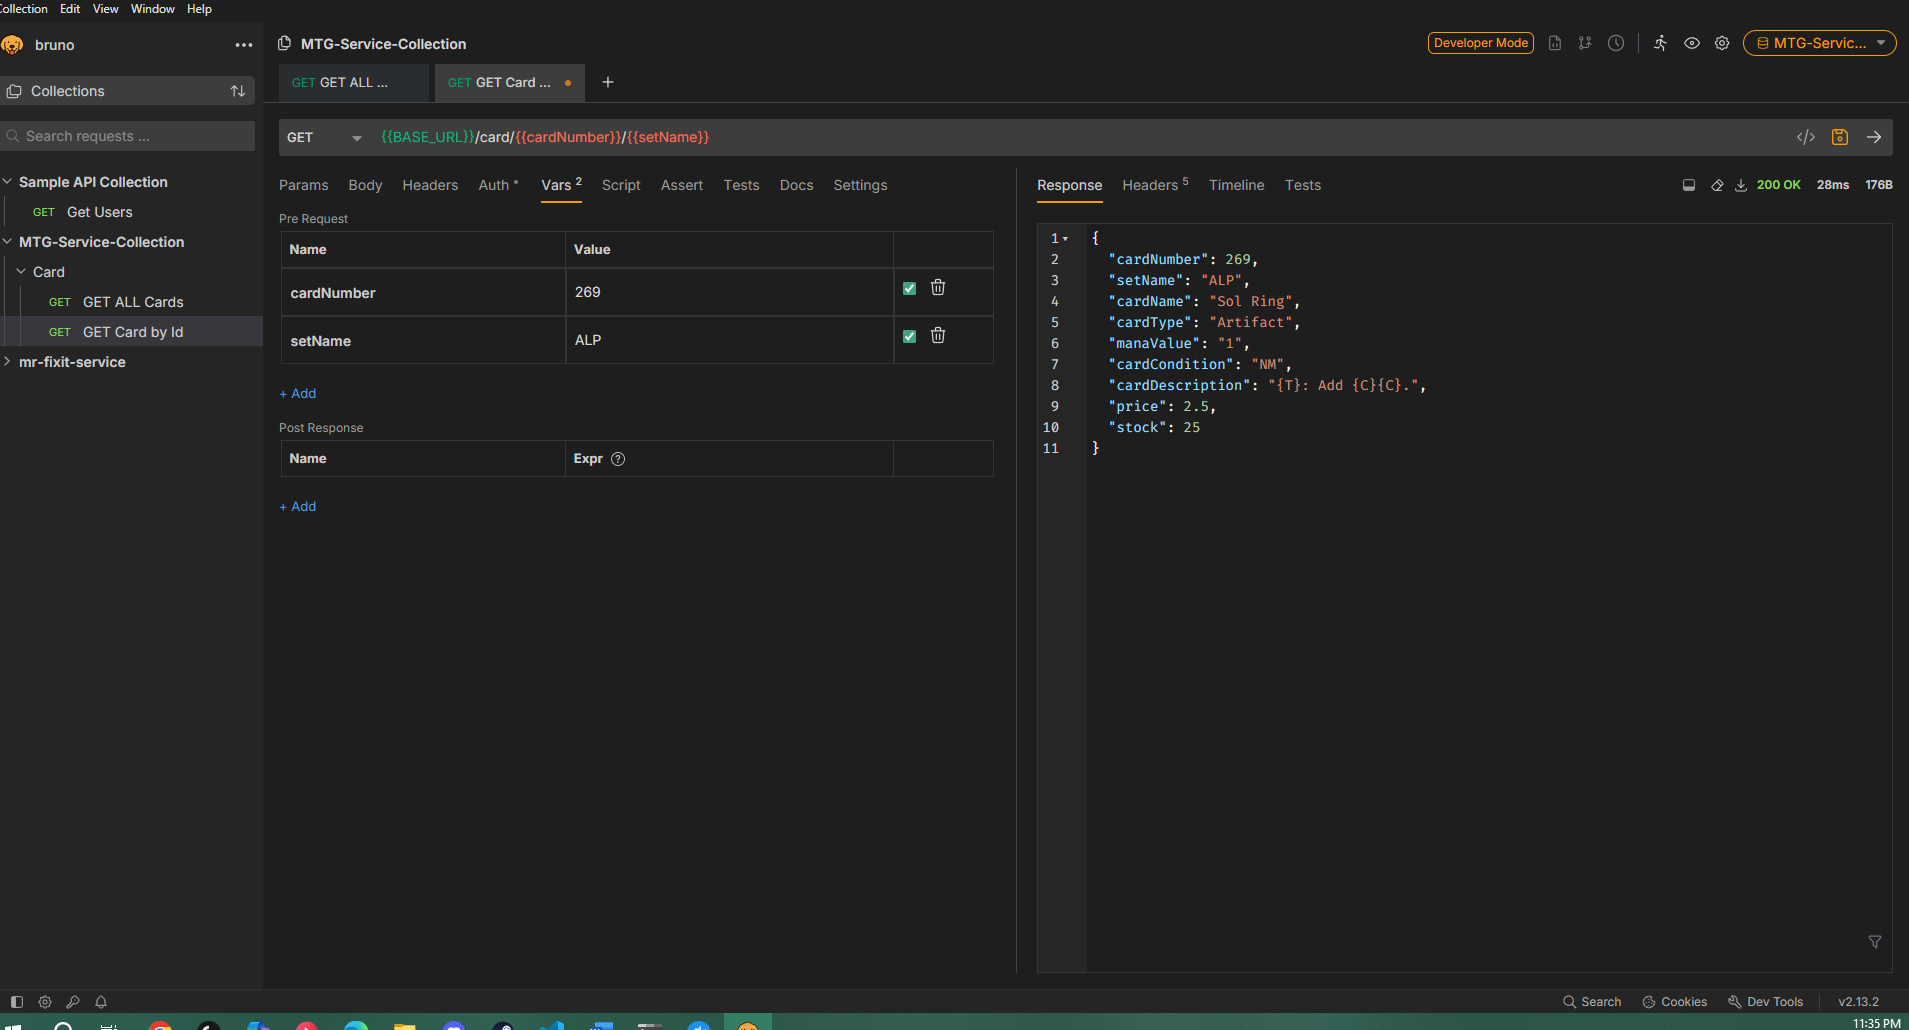 ollection Edit View Window Help
bruno
MTG-Service-Collection
Developer Mode
MTG-Servic...
Collections
GET GET ALL ...
GET GET Card ...
Search requests ...
GET
{{BASE_URL}}/card/{{cardNumber}}/{{setName}}
Sample API Collection
GET Get Users
MTG-Service-Collection
Card
GET GET ALL Cards
GET GET Card by Id
mr-fixit-service
Params Body Headers Auth Vars 2 Script Assert Tests Docs Settings
Pre Request
Name Value
cardNumber 269
setName ALP
+ Add
Post Response
Name Expr ?
+ Add
Response Headers 5 Timeline Tests
200 OK 28ms 176B
1 {
2 "cardNumber": 269,
3 "setName": "ALP",
4 "cardName": "Sol Ring",
5 "cardType": "Artifact",
6 "manaValue": "1",
7 "cardCondition": "NM",
8 "cardDescription": "{T}: Add {C}{C}.",
9 "price": 2.5,
10 "stock": 25
11 }
Search Cookies Dev Tools v2.13.2
11:35 PM